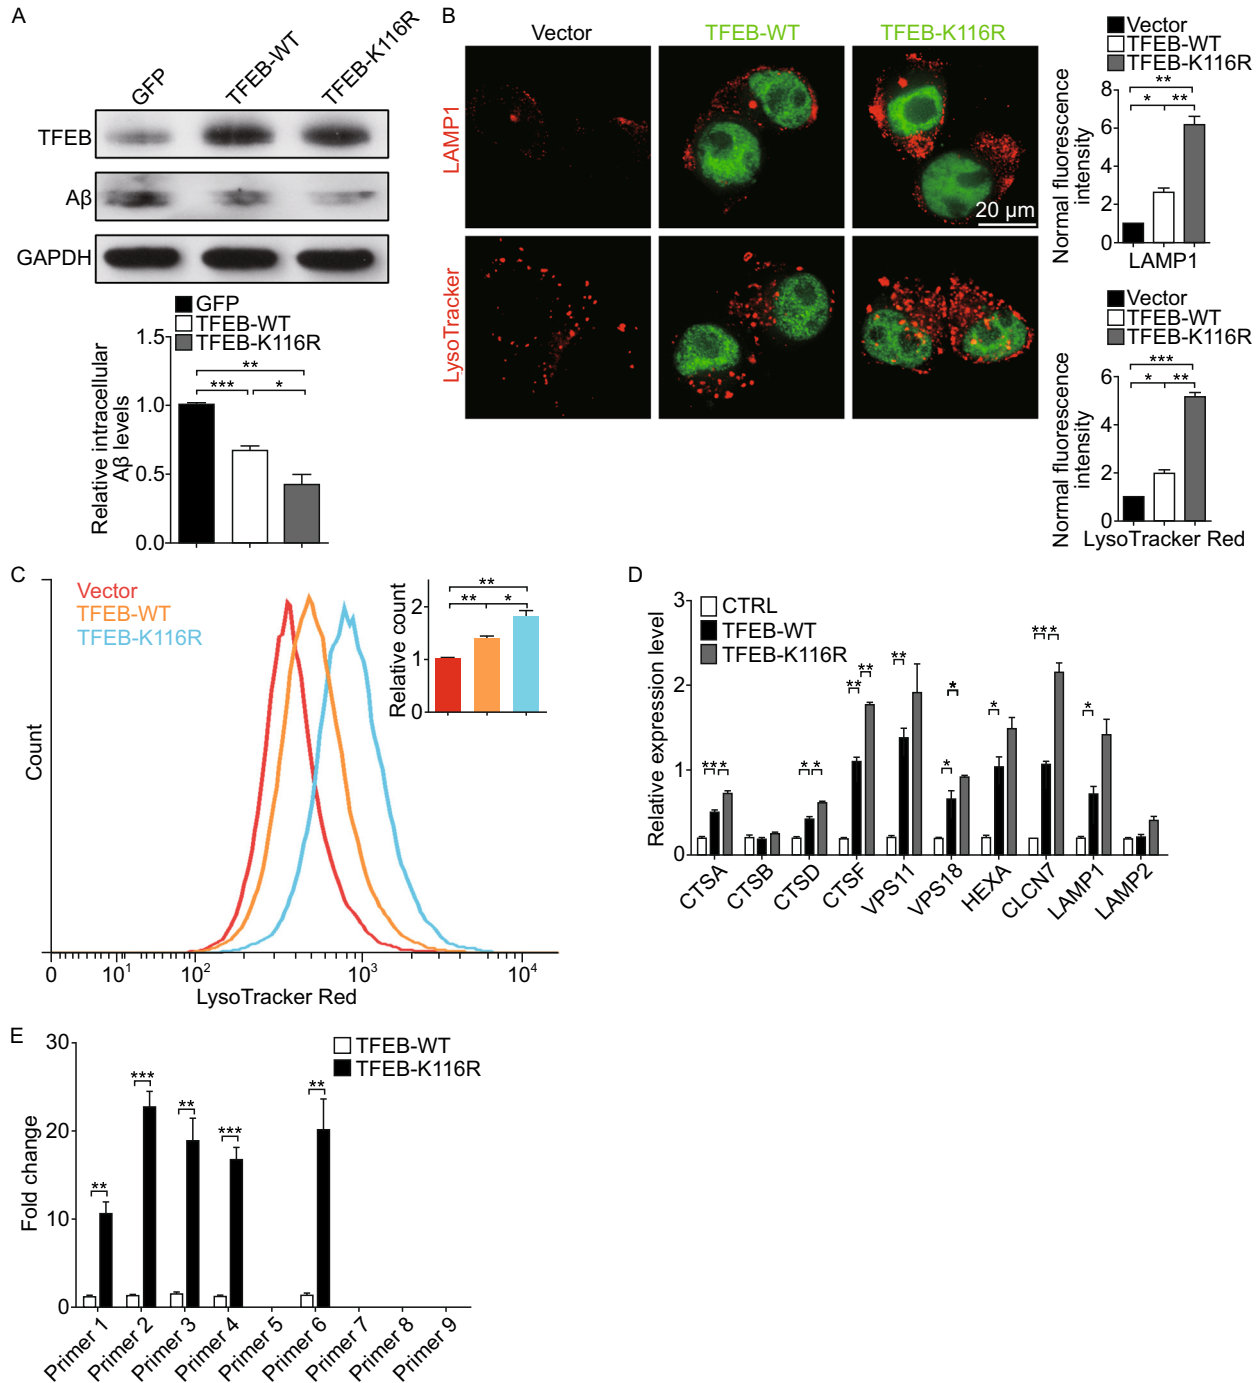 A
GFP
TFEB-WT
TFEB-K116R
TFEB
Aβ
GAPDH
GFP
TFEB-WT
TFEB-K116R
Relative intracellular
Aβ levels
1.5
1.0
0.5
0.0
**
*** *
B
Vector TFEB-WT TFEB-K116R
LAMP1
LysoTracker
20 μm
Vector
TFEB-WT
TFEB-K116R
Normal fluorescence
intensity
8
6
4
2
0
**
* **
LAMP1
Vector
TFEB-WT
TFEB-K116R
Normal fluorescence
intensity
6
4
2
0
***
* **
LysoTracker Red
C
Vector
TFEB-WT
TFEB-K116R
Count
0 10¹ 10² 10³ 10⁴
LysoTracker Red
Relative count
2
1
0
**
** *
D
CTRL
TFEB-WT
TFEB-K116R
Relative expression level
3
2
1
0
** *
* *
**
**
**
*
*
*
** *
*
CTSA
CTSB
CTSD
CTSF
VPS11
VPS18
HEXA
CLCN7
LAMP1
LAMP2
E
TFEB-WT
TFEB-K116R
Fold change
30
20
10
0
**
***
**
***
**
Primer 1
Primer 2
Primer 3
Primer 4
Primer 5
Primer 6
Primer 7
Primer 8
Primer 9